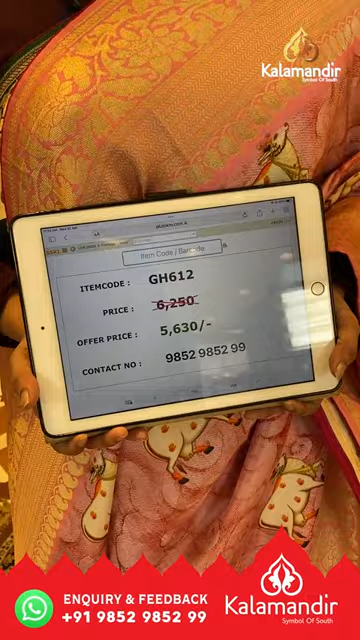 Kalamandir
Symbol Of South
Item Code / Barcode
ITEMCODE : GH612
PRICE : 6,250
OFFER PRICE : 5,630/-
CONTACT NO : 9852 9852 99
ENQUIRY & FEEDBACK
+91 9852 9852 99
Kalamandir
Symbol Of South